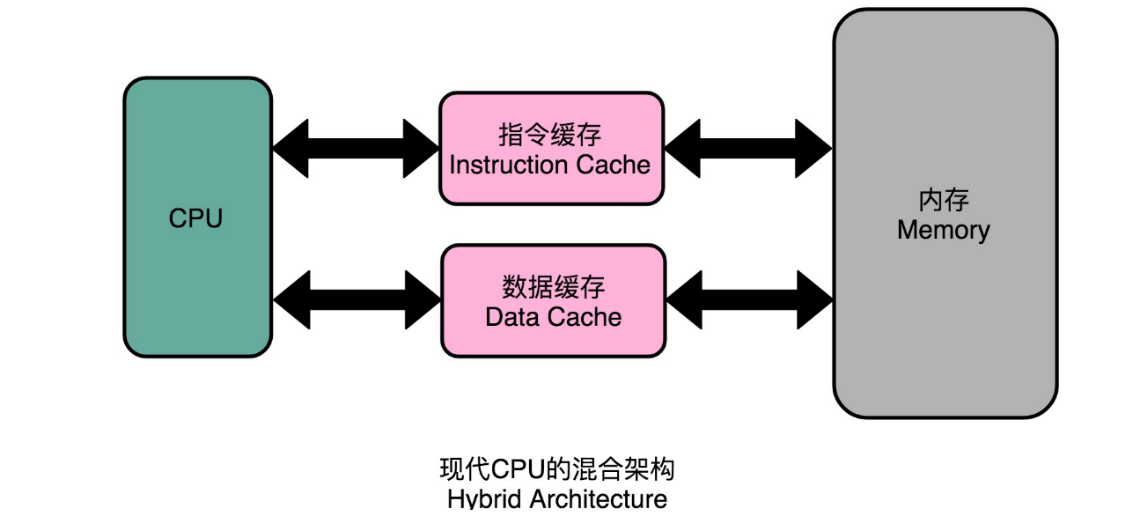 指令缓存
Instruction Cache
CPU
内存
Memory
数据缓存
Data Cache
现代CPU的混合架构
Hybrid Architecture